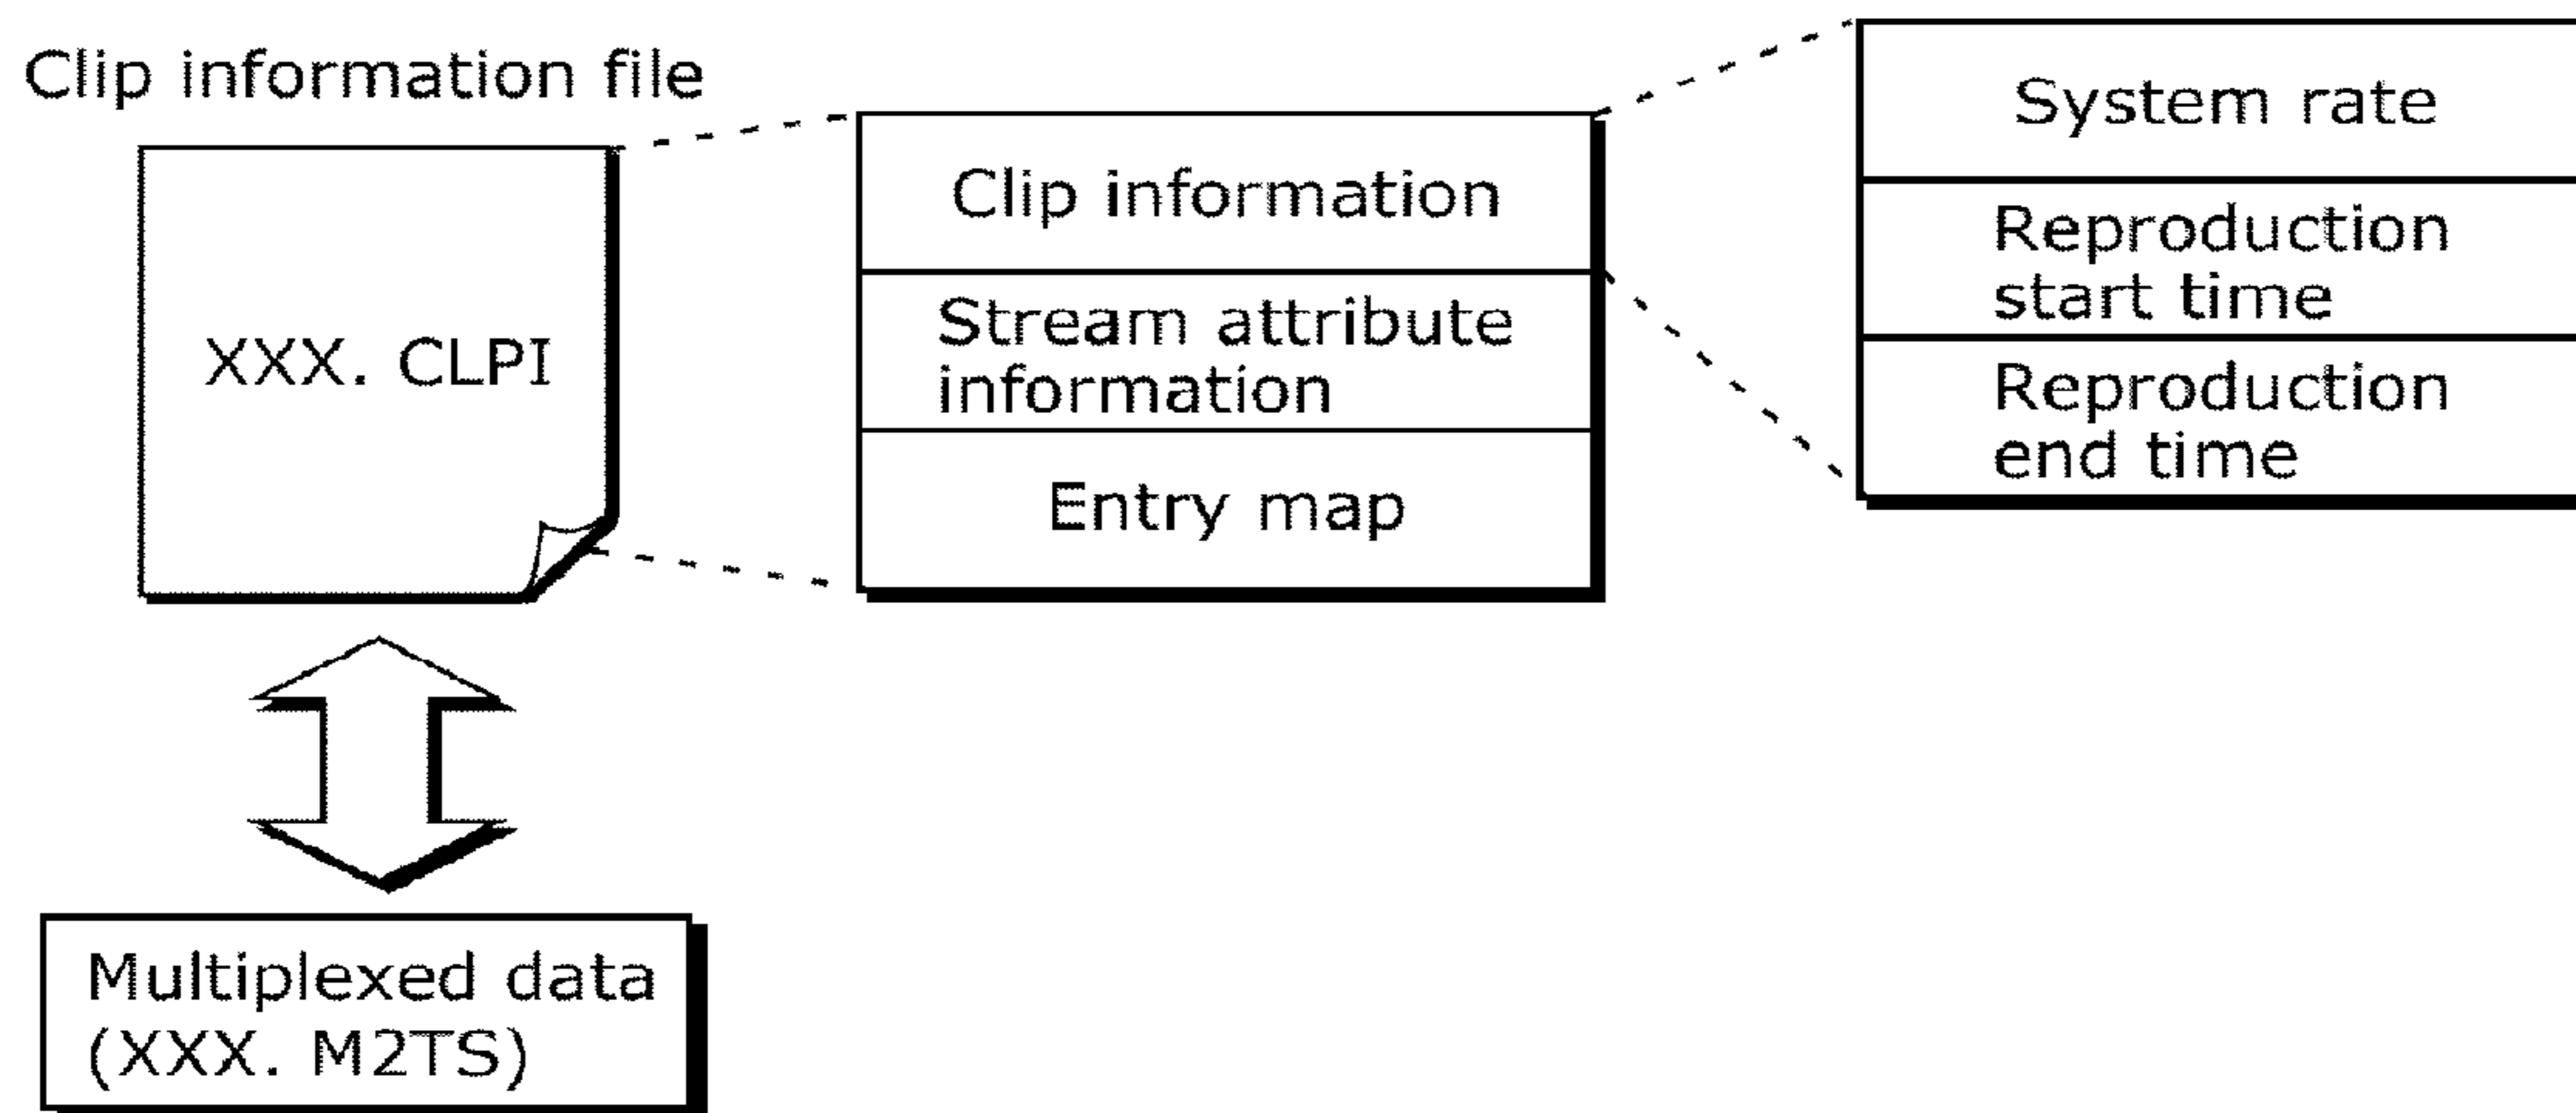 Clip information file
XXX. CLPI
Clip information
Stream attribute
information
Entry map
System rate
Reproduction
start time
Reproduction
end time
Multiplexed data
(XXX. M2TS)